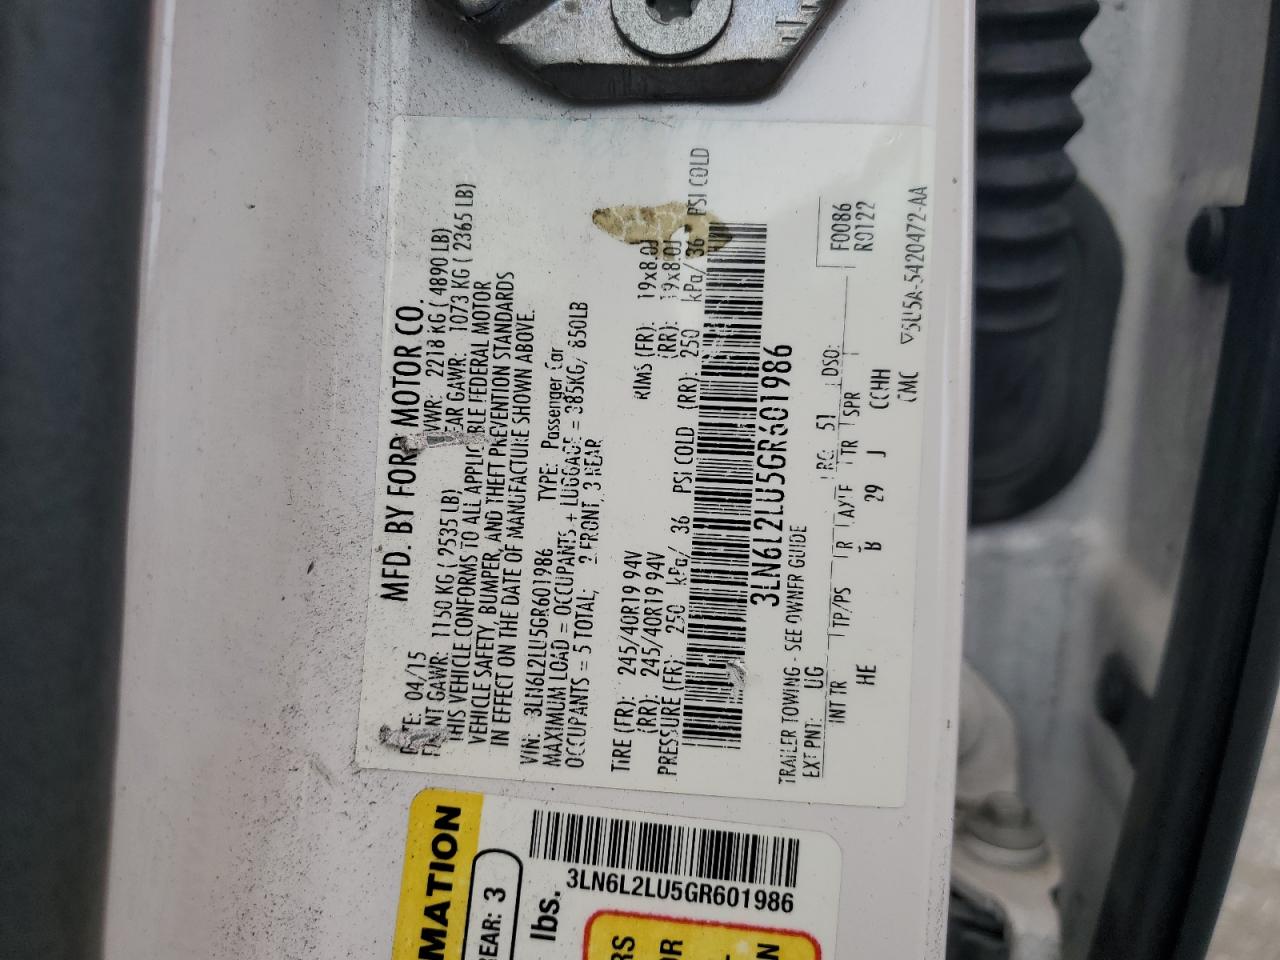 MFD. BY FORD MOTOR CO.
04/15 2218 KG ( 4890 LB)
GAWR: 1150 KG ( 2535 LB) GAWR: 1073 KG ( 2365 LB)
THIS VEHICLE CONFORMS TO ALL APPLICABLE FEDERAL MOTOR
VEHICLE SAFETY, BUMPER, AND THEFT PREVENTION STANDARDS
IN EFFECT ON THE DATE OF MANUFACTURE SHOWN ABOVE.
VIN: 3LN6L2LU5GR601986 TYPE: Passenger Car
MAXIMUM LOAD = OCCUPANTS + LUGGAGE = 385KG/ 850LB
OCCUPANTS = 5 TOTAL; 2 FRONT, 3 REAR
TIRE (FR): 245/40R19 94V RIMS (FR): 19x8.0J
(RR): 245/40R19 94V (RR): 19x8.0J
PRESSURE (FR): 250 kPa/ 36 PSI COLD (RR): 250 kPa/ 36 PSI COLD
3LN6L2LU5GR601986
TRAILER TOWING - SEE OWNER GUIDE
F0086
R0122
EXT PNT: UG RC: 51 DSO:
INT TR TP/PS R AXLE TR SPR
HE B 29 J CCHH
CMC
▽5U5A-5420472-AA
MATION
REAR: 3
lbs.
3LN6L2LU5GR601986